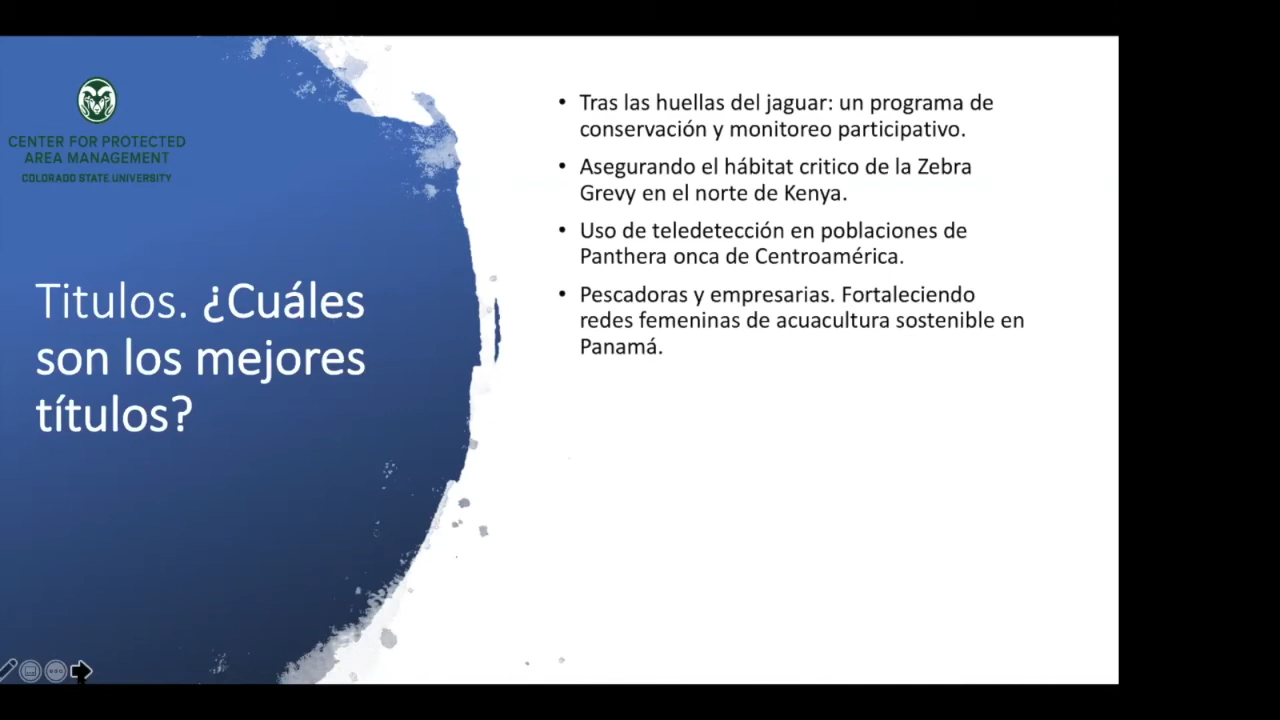 CENTER FOR PROTECTED
AREA MANAGEMENT
COLORADO STATE UNIVERSITY
Titulos. ¿Cuáles
son los mejores
títulos?
• Tras las huellas del jaguar: un programa de
conservación y monitoreo participativo.
• Asegurando el hábitat critico de la Zebra
Grevy en el norte de Kenya.
• Uso de teledetección en poblaciones de
Panthera onca de Centroamérica.
• Pescadoras y empresarias. Fortaleciendo
redes femeninas de acuacultura sostenible en
Panamá.